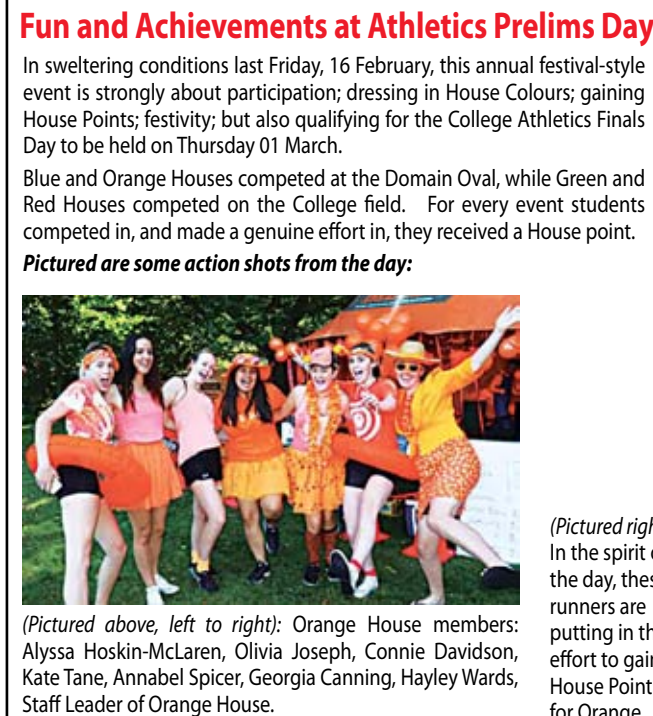 Fun and Achievements at Athletics Prelims Day
In sweltering conditions last Friday, 16 February, this annual festival-style
event is strongly about participation; dressing in House Colours; gaining
House Points; festivity; but also qualifying for the College Athletics Finals
Day to be held on Thursday 01 March.
Blue and Orange Houses competed at the Domain Oval, while Green and
Red Houses competed on the College field. For every event students
competed in, and made a genuine effort in, they received a House point.
Pictured are some action shots from the day:
(Pictured above, left to right): Orange House members:
Alyssa Hoskin-McLaren, Olivia Joseph, Connie Davidson,
Kate Tane, Annabel Spicer, Georgia Canning, Hayley Wards,
Staff Leader of Orange House.
(Pictured
In the spirit
the day, these
runners are
putting in
effort to gain
House
for Orange